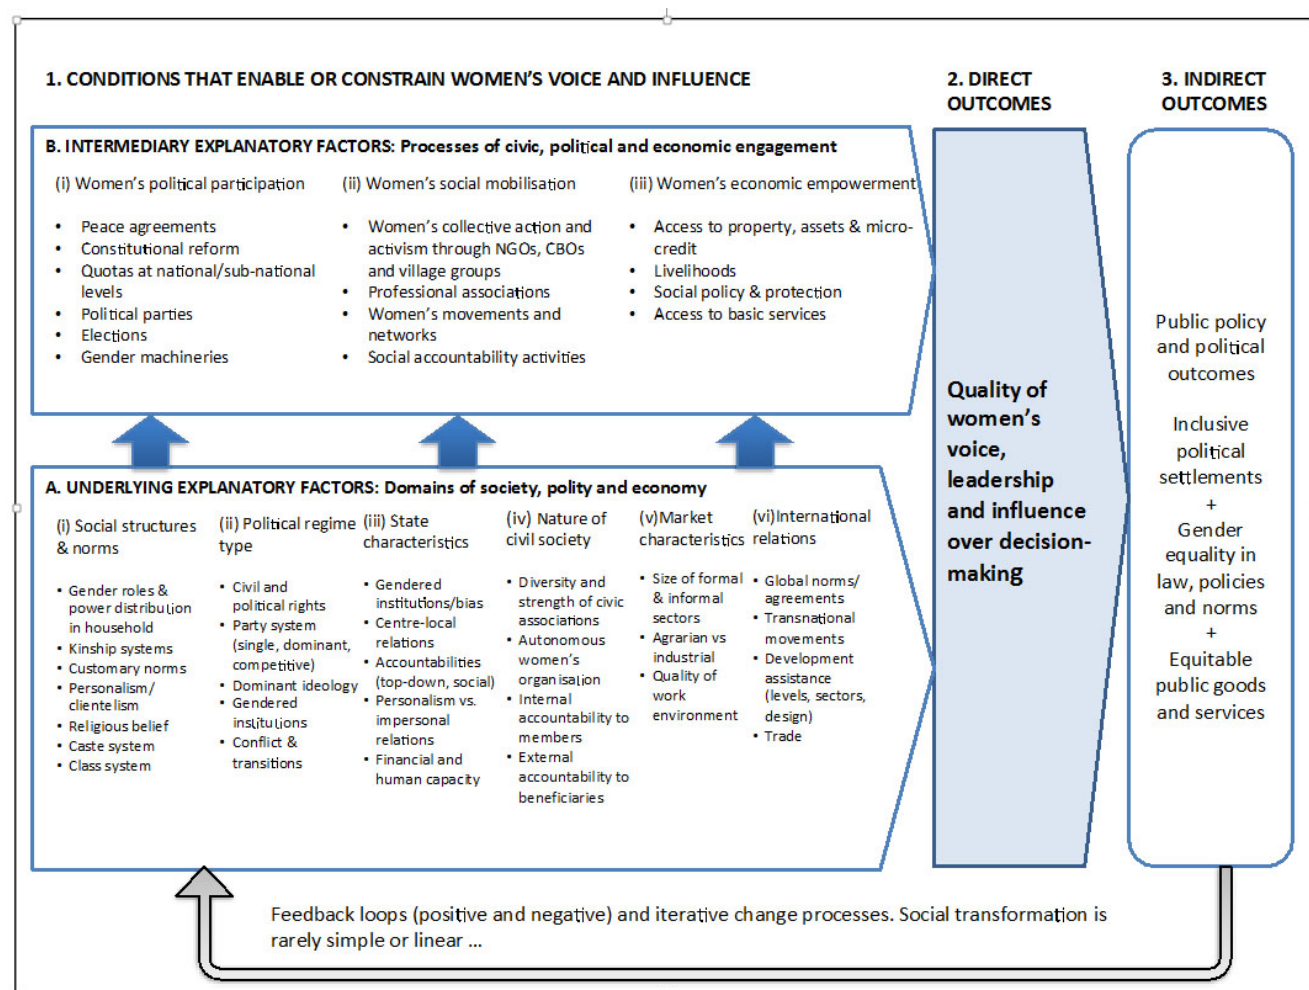 1. CONDITIONS THAT ENABLE OR CONSTRAIN WOMEN'S VOICE AND INFLUENCE
2. DIRECT
OUTCOMES
3. INDIRECT
OUTCOMES
B. INTERMEDIARY EXPLANATORY FACTORS: Processes of civic, political and economic engagement
(i) Women's political participation
• Peace agreements
• Constitutional reform
• Quotas at national/sub-national
levels
• Political parties
• Elections
• Gender machineries
(ii) Women's social mobilisation
• Women's collective action and
activism through NGOs, CBOs
and village groups
• Professional associations
• Women's movements and
networks
• Social accountability activities
(iii) Women's economic empowerment
• Access to property, assets & micro-
credit
• Livelihoods
• Social policy & protection
• Access to basic services
A. UNDERLYING EXPLANATORY FACTORS: Domains of society, polity and economy
(i) Social structures
& norms
• Gender roles &
power distribution
in household
• Kinship systems
• Customary norms
• Personalism/
clientelism
• Religious belief
• Caste system
• Class system
(ii) Political regime
type
• Civil and
political rights
• Party system
(single, dominant,
competitive)
• Dominant ideology
• Gendered
institutions
• Conflict &
transitions
(iii) State
characteristics
• Gendered
institutions/bias
• Centre-local
relations
• Accountabilities
(top-down, social)
• Personalism vs.
impersonal
relations
• Financial and
human capacity
(iv) Nature of
civil society
• Diversity and
strength of civic
associations
• Autonomous
women's
organisation
• Internal
accountability to
members
• External
accountability to
beneficiaries
(v) Market
characteristics
• Size of formal
& informal
sectors
• Agrarian vs
industrial
• Quality of
work
environment
(vi)International
relations
• Global norms/
agreements
• Transnational
movements
• Development
assistance
(levels, sectors,
design)
• Trade
Quality of
women's
voice,
leadership
and influence
over decision-
making
Public policy
and political
outcomes
Inclusive
political
settlements
+
Gender
equality in
law, policies
and norms
+
Equitable
public goods
and services
Feedback loops (positive and negative) and iterative change processes. Social transformation is
rarely simple or linear ...